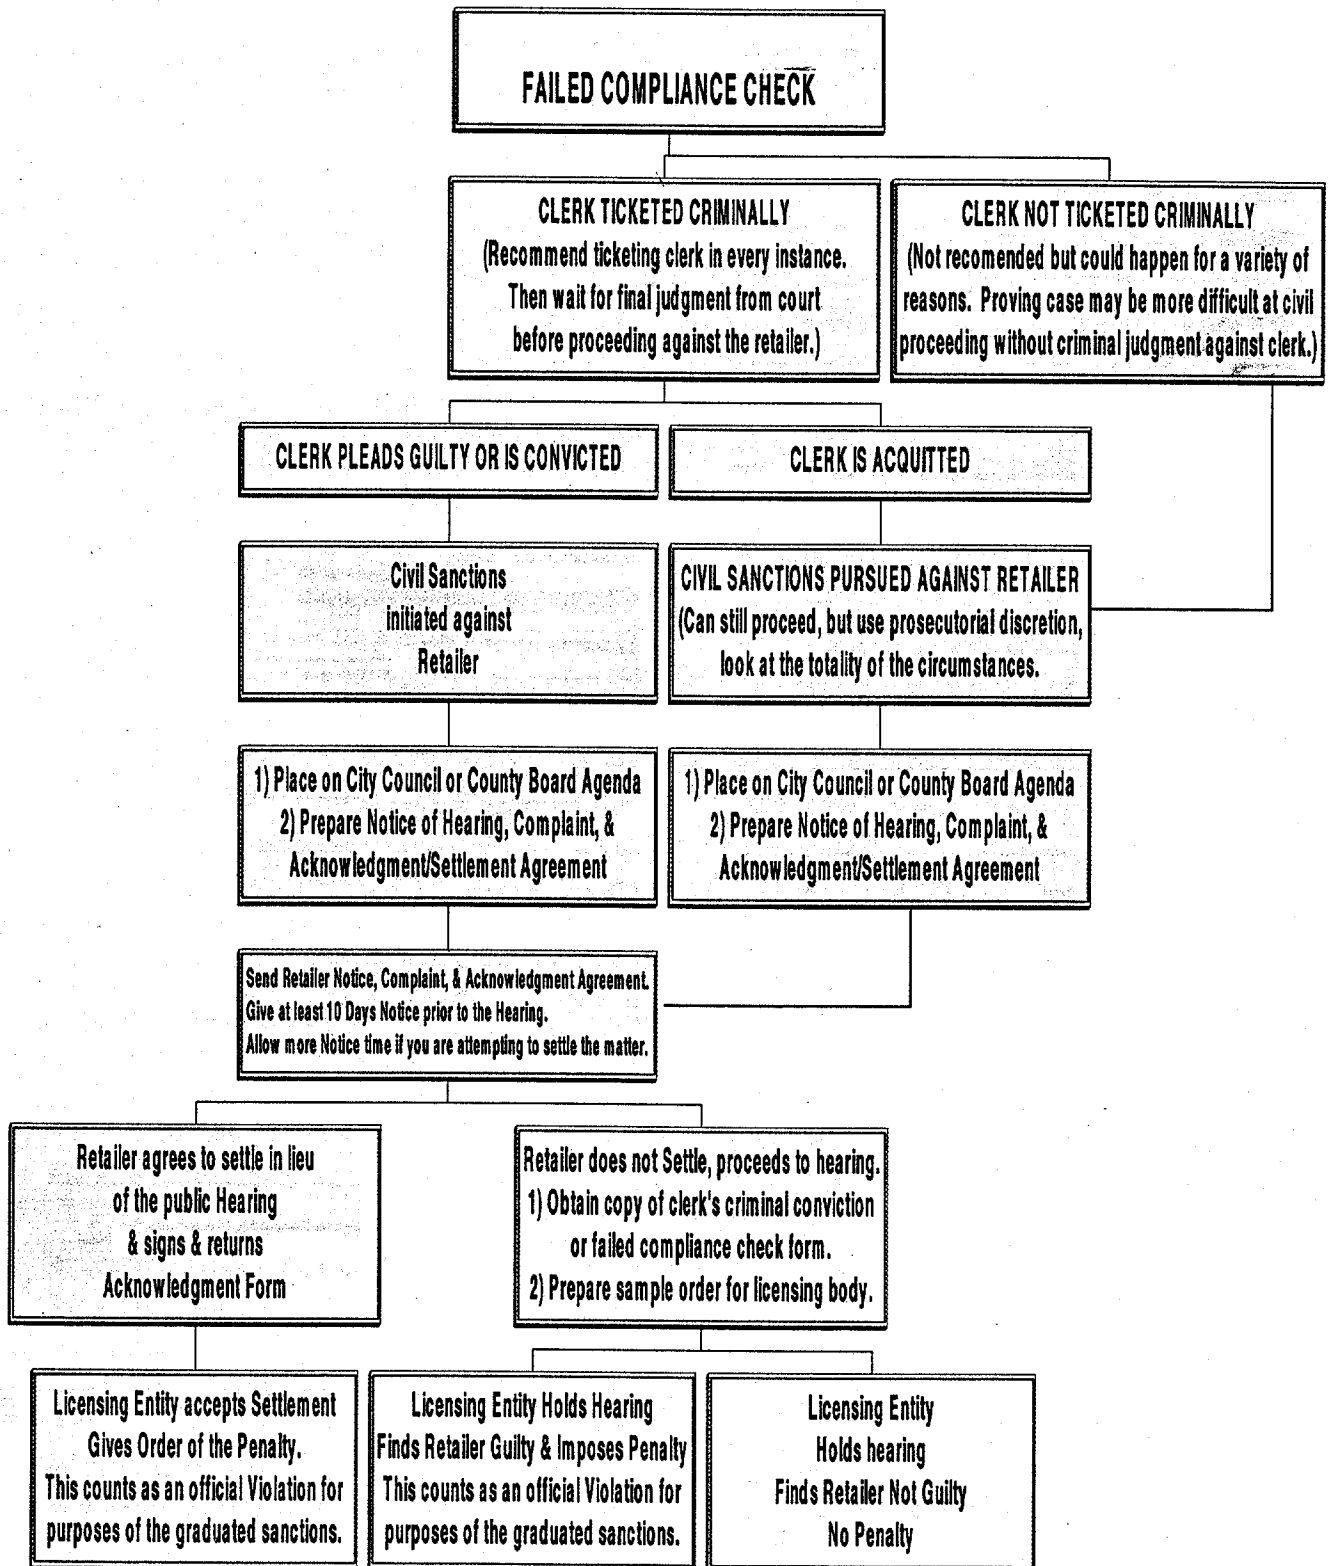 FAILED COMPLIANCE CHECK
CLERK TICKETED CRIMINALLY
(Recommend ticketing clerk in every instance.
Then wait for final judgment from court
before proceeding against the retailer.)
CLERK NOT TICKETED CRIMINALLY
(Not recomended but could happen for a variety of
reasons. Proving case may be more difficult at civil
proceeding without criminal judgment against clerk.)
CLERK PLEADS GUILTY OR IS CONVICTED
CLERK IS ACQUITTED
Civil Sanctions
initiated against
Retailer
CIVIL SANCTIONS PURSUED AGAINST RETAILER
(Can still proceed, but use prosecutorial discretion,
look at the totality of the circumstances.
1) Place on City Council or County Board Agenda
2) Prepare Notice of Hearing, Complaint, &
Acknowledgment/Settlement Agreement
1) Place on City Council or County Board Agenda
2) Prepare Notice of Hearing, Complaint, &
Acknowledgment/Settlement Agreement
Send Retailer Notice, Complaint, & Acknowledgment Agreement.
Give at least 10 Days Notice prior to the Hearing.
Allow more Notice time if you are attempting to settle the matter.
Retailer agrees to settle in lieu
of the public Hearing
& signs & returns
Acknowledgment Form
Retailer does not Settle, proceeds to hearing.
1) Obtain copy of clerk's criminal conviction
or failed compliance check form.
2) Prepare sample order for licensing body.
Licensing Entity accepts Settlement
Gives Order of the Penalty.
This counts as an official Violation for
purposes of the graduated sanctions.
Licensing Entity Holds Hearing
Finds Retailer Guilty & Imposes Penalty
This counts as an official Violation for
purposes of the graduated sanctions.
Licensing Entity
Holds hearing
Finds Retailer Not Guilty
No Penalty